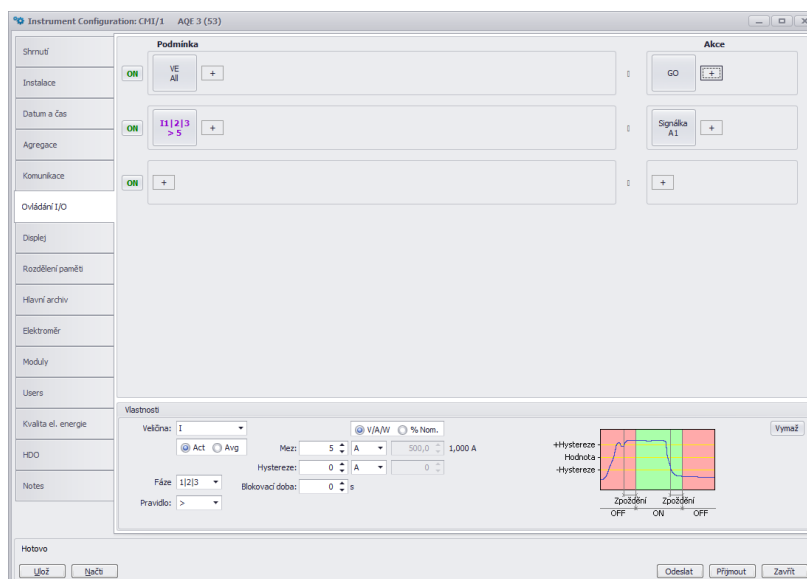 Instrument Configuration: CMI/1 AQE 3 (53)
Shrnutí
Instalace
Datum a čas
Agregace
Komunikace
Ovládání I/O
Displej
Rozdělení paměti
Hlavní archiv
Elektroměr
Moduly
Users
Kvalita el. energie
HDO
Notes
Podmínka
Akce
ON
VE
All
+
GO
+
ON
I1|2|3
> 5
+
Signálka
A1
+
ON
+
+
Vlastnosti
Veličina: I
V/A/W % Nom.
Act Avg
Mez: 5 A 500,0 1,000 A
Hystereze: 0 A 0
Fáze 1|2|3
Blokovací doba: 0 s
Pravidlo: >
+Hystereze
Hodnota
-Hystereze
Zpoždění Zpoždění
OFF ON OFF
Vymaž
Hotovo
Ulož Načti
Odeslat Přijmout Zavřít